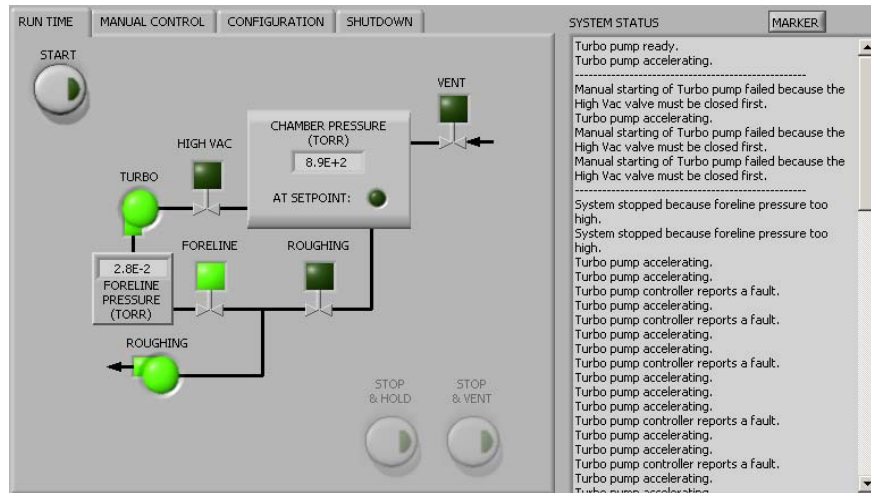 RUN TIME
MANUAL CONTROL
CONFIGURATION
SHUTDOWN
START
VENT
HIGH VAC
CHAMBER PRESSURE
(TORR)
8.9E+2
AT SETPOINT:
TURBO
FORELINE
ROUGHING
2.8E-2
FORELINE
PRESSURE
(TORR)
ROUGHING
STOP
& HOLD
STOP
& VENT
SYSTEM STATUS
MARKER
Turbo pump ready.
Turbo pump accelerating.
Manual starting of Turbo pump failed because the
High Vac valve must be closed first.
Turbo pump accelerating.
Manual starting of Turbo pump failed because the
High Vac valve must be closed first.
Manual starting of Turbo pump failed because the
High Vac valve must be closed first.
System stopped because foreline pressure too
high.
System stopped because foreline pressure too
high.
Turbo pump accelerating.
Turbo pump accelerating.
Turbo pump controller reports a fault.
Turbo pump accelerating.
Turbo pump controller reports a fault.
Turbo pump accelerating.
Turbo pump accelerating.
Turbo pump controller reports a fault.
Turbo pump accelerating.
Turbo pump accelerating.
Turbo pump accelerating.
Turbo pump controller reports a fault.
Turbo pump accelerating.
Turbo pump accelerating.
Turbo pump controller reports a fault.
Turbo pump accelerating.
Turbo pump accelerating.